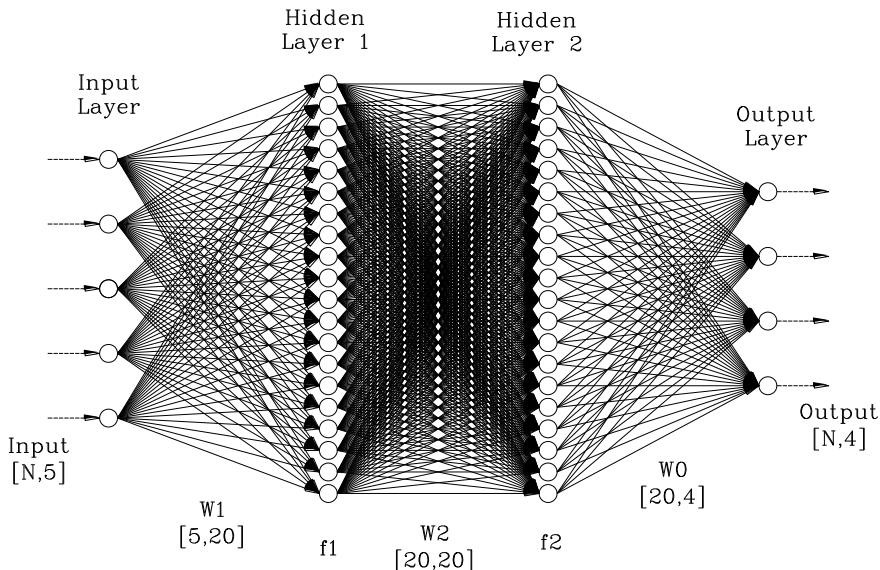 Input
Layer
Hidden
Layer 1
Hidden
Layer 2
Output
Layer
Input
[N,5]
W1
[5,20]
f1
W2
[20,20]
f2
WO
[20,4]
Output
[N,4]